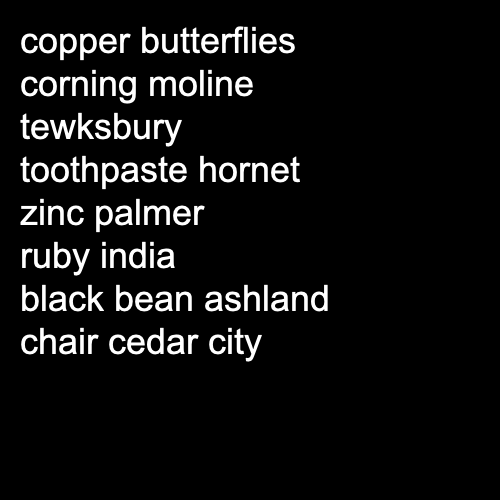 copper butterflies
corning moline
tewksbury
toothpaste hornet
zinc palmer
ruby india
black bean ashland
chair cedar city